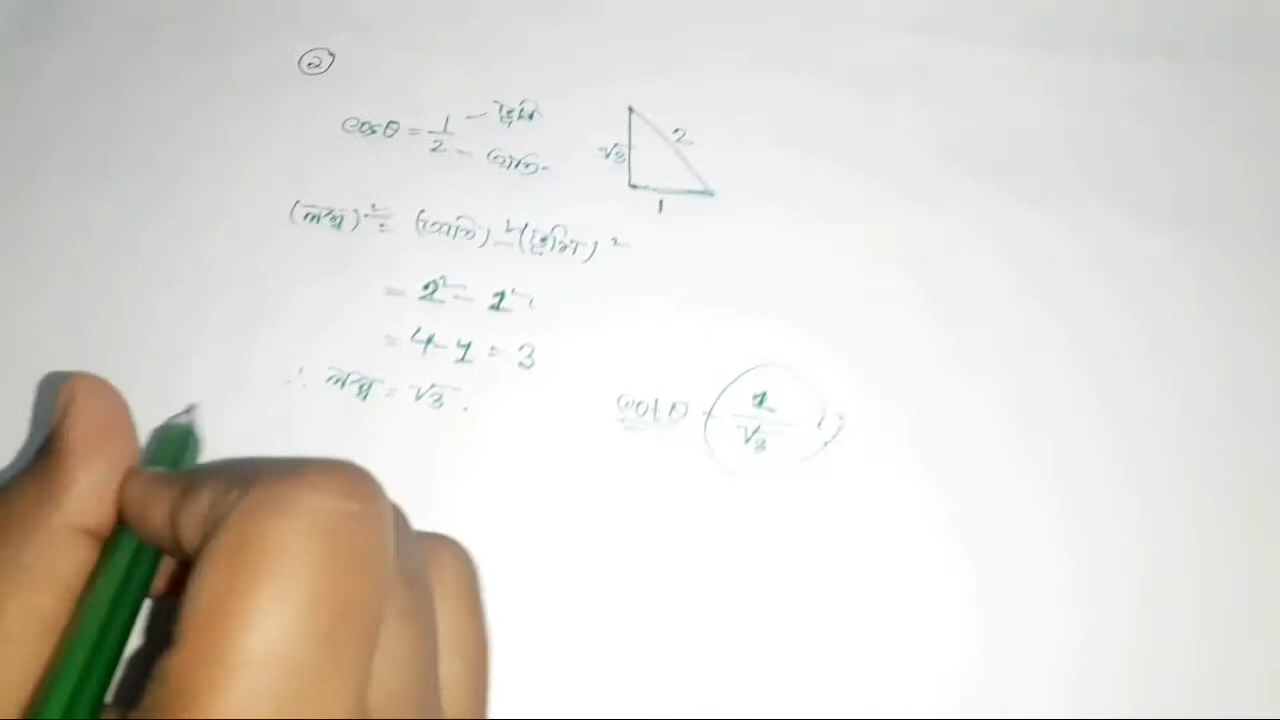 ২
cosθ = 1/2 - ভূমি - অতি
√3 2 1
(লম্ব)² = (অতি)² - (ভূমি)²
= 2² - 1²
= 4 - 1 = 3
∴ লম্ব = √3.
cotθ = 1/√3